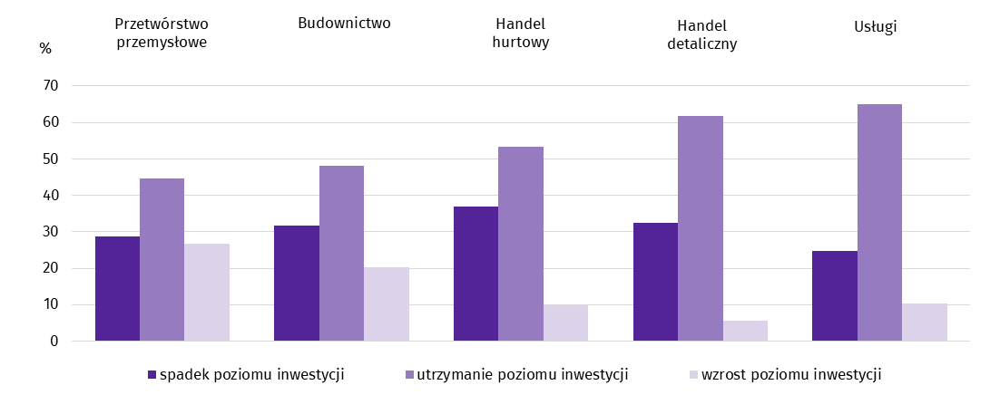 Przetwórstwo
przemysłowe
Budownictwo
Handel
hurtowy
Handel
detaliczny
Usługi
%
70
60
50
40
30
20
10
0
spadek poziomu inwestycji
utrzymanie poziomu inwestycji
wzrost poziomu inwestycji